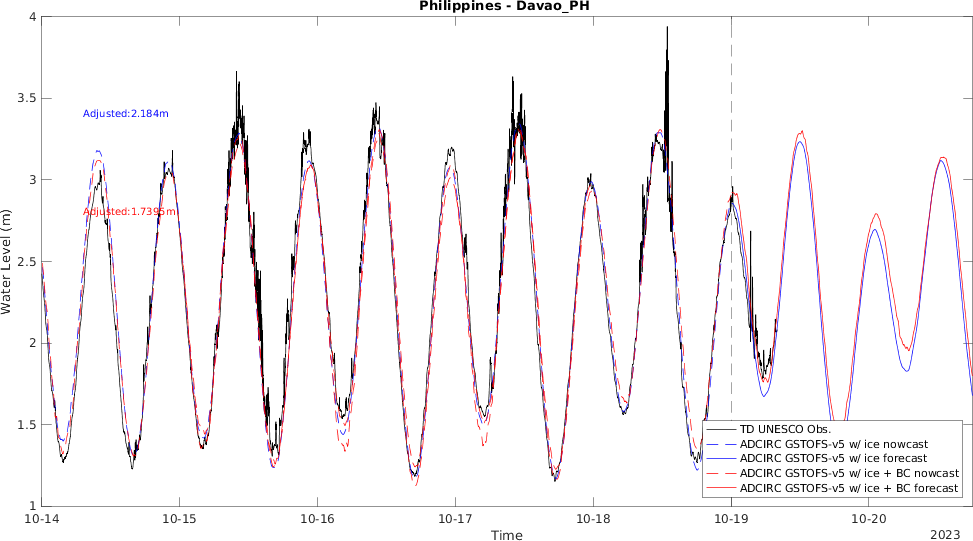 Philippines - Davao_PH
4
3.5
3
2.5
2
1.5
1
Water Level (m)
Adjusted:2.184m
Adjusted:1.7395m
TD UNESCO Obs.
ADCIRC GSTOFS-v5 w/ ice nowcast
ADCIRC GSTOFS-v5 w/ ice forecast
ADCIRC GSTOFS-v5 w/ ice + BC nowcast
ADCIRC GSTOFS-v5 w/ ice + BC forecast
10-14 10-15 10-16 10-17 10-18 10-19 10-20
Time
2023